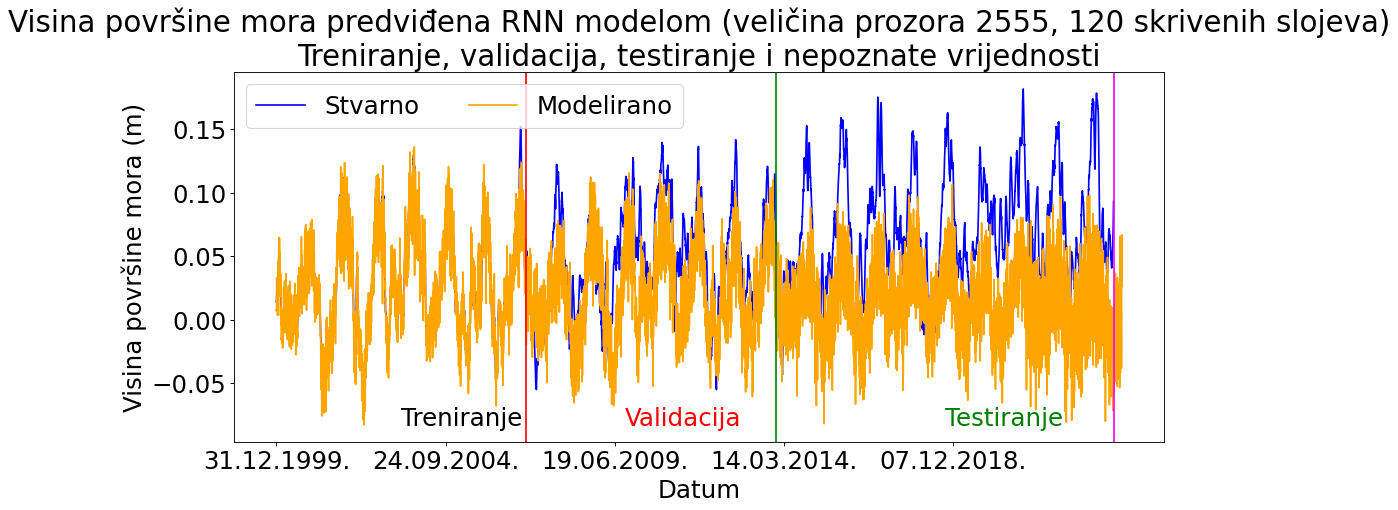 Visina površine mora predviđena RNN modelom (veličina prozora 2555, 120 skrivenih slojeva)
Treniranje, validacija, testiranje i nepoznate vrijednosti
Stvarno Modelirano
Visina površine mora (m)
0.15
0.10
0.05
0.00
−0.05
Treniranje Validacija Testiranje
31.12.1999. 24.09.2004. 19.06.2009. 14.03.2014. 07.12.2018.
Datum